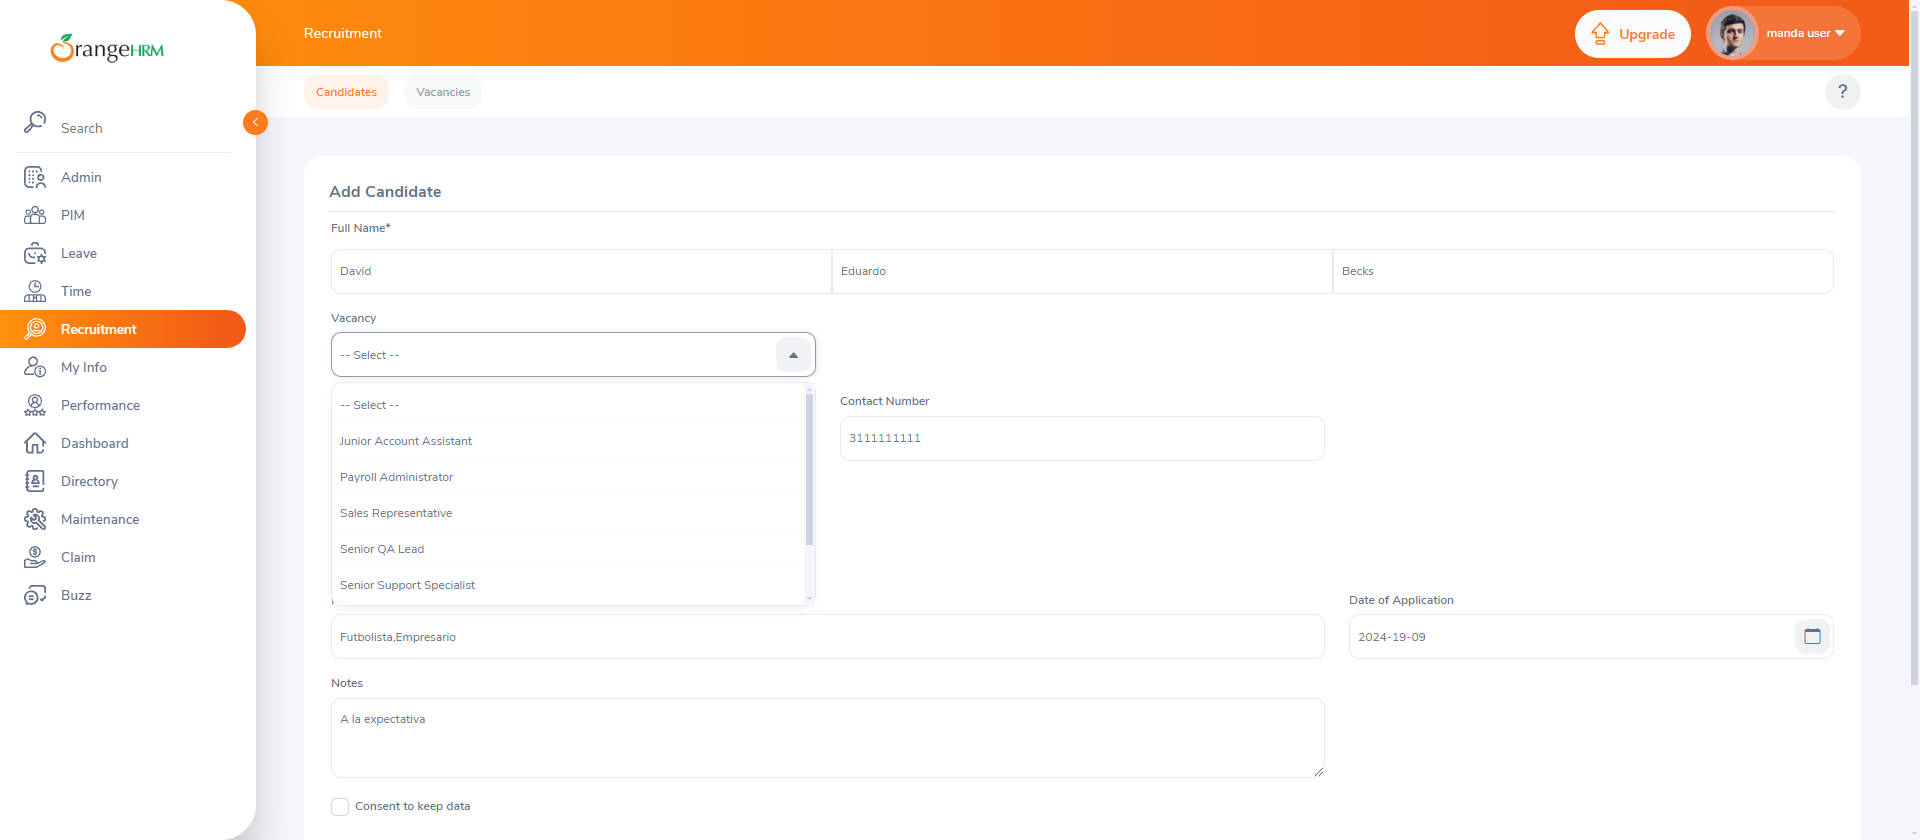 OrangeHRM
Recruitment
Upgrade
manda user
Candidates
Vacancies
?
Search
Admin
PIM
Leave
Time
Recruitment
My Info
Performance
Dashboard
Directory
Maintenance
Claim
Buzz
Add Candidate
Full Name*
David
Eduardo
Becks
Vacancy
-- Select --
-- Select --
Junior Account Assistant
Payroll Administrator
Sales Representative
Senior QA Lead
Senior Support Specialist
Contact Number
3111111111
Date of Application
Futbolista,Empresario
2024-19-09
Notes
A la expectativa
Consent to keep data